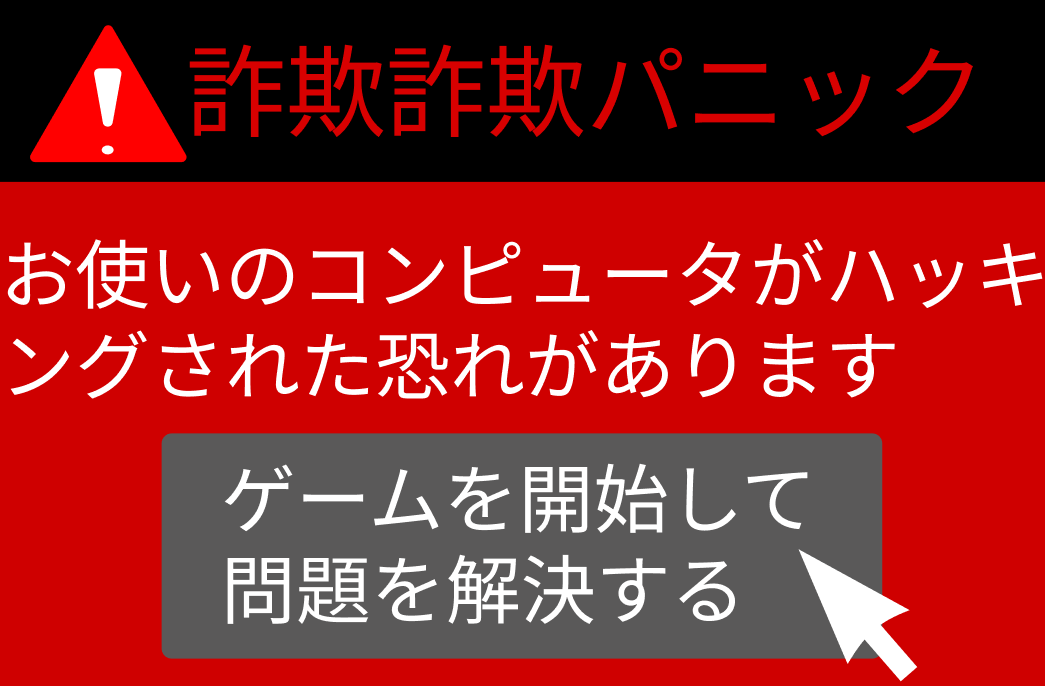 詐欺詐欺パニック
お使いのコンピュータがハッキ
ングされた恐れがあります
ゲームを開始して
問題を解決する